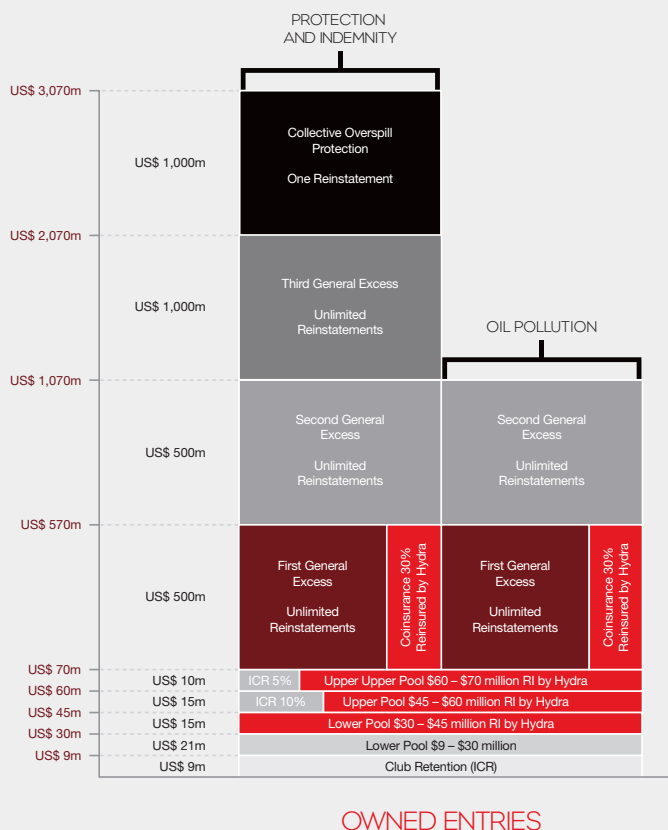 PROTECTION
AND INDEMNITY
US$ 3,070m
Collective Overspill
Protection
One Reinstatement
US$ 1,000m
US$ 2,070m
Third General Excess
Unlimited
Reinstatements
US$ 1,000m
OIL POLLUTION
US$ 1,070m
Second General
Excess
Unlimited
Reinstatements
Second General
Excess
Unlimited
Reinstatements
US$ 500m
US$ 570m
First General
Excess
Unlimited
Reinstatements
Coinsurance 30%
Reinsured by Hydra
First General
Excess
Unlimited
Reinstatements
Coinsurance 30%
Reinsured by Hydra
US$ 500m
US$ 70m
US$ 10m
ICR 5%
Upper Upper Pool $60 – $70 million RI by Hydra
US$ 60m
US$ 15m
ICR 10%
Upper Pool $45 – $60 million RI by Hydra
US$ 45m
US$ 15m
Lower Pool $30 – $45 million RI by Hydra
US$ 30m
US$ 21m
Lower Pool $9 – $30 million
US$ 9m
US$ 9m
Club Retention (ICR)
OWNED ENTRIES